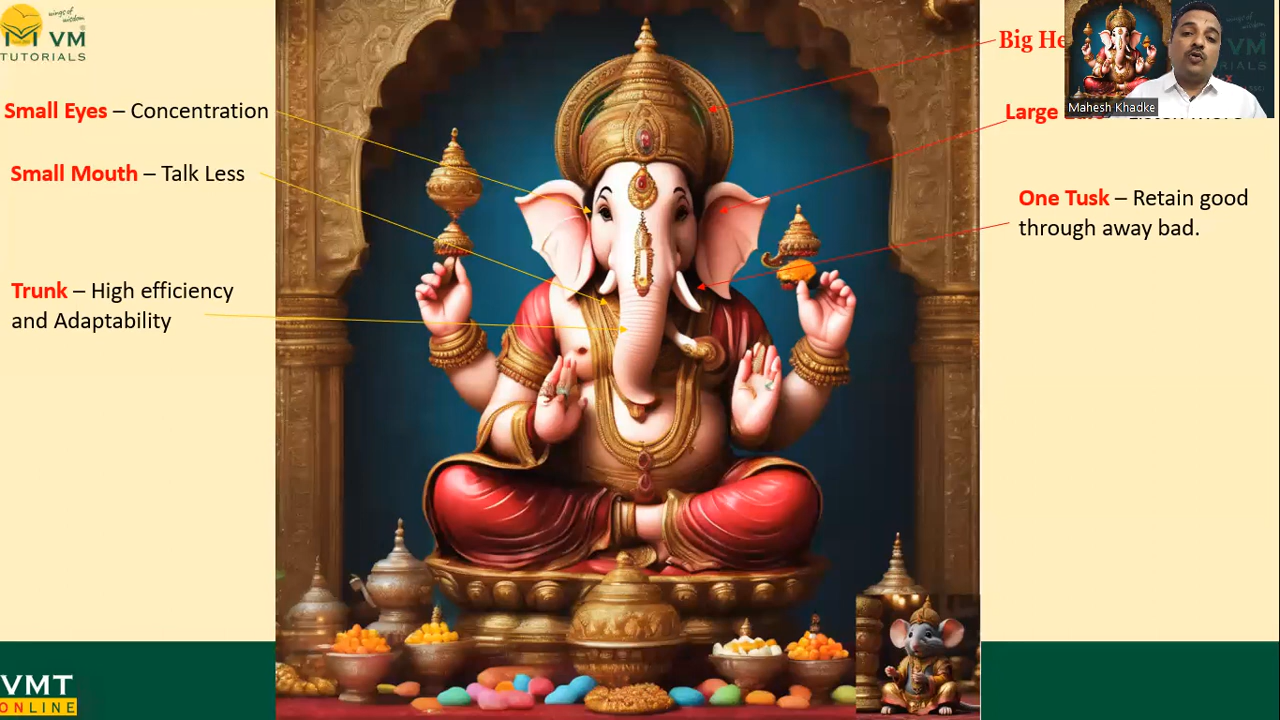 wings of
wisdom
VM
TUTORIALS
Small Eyes – Concentration
Small Mouth – Talk Less
Trunk – High efficiency
and Adaptability
Big
Mahesh Khadke
Large
One Tusk – Retain good
through away bad.
VMT
ONLINE